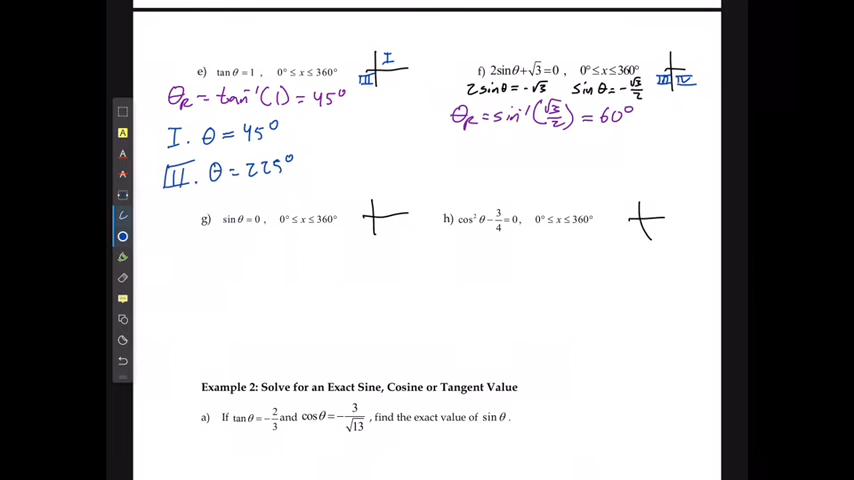 e) tan θ = 1 , 0° ≤ x ≤ 360°
I
III
θR = tan⁻¹(1) = 45°
I. θ = 45°
III. θ = 225°
f) 2sin θ + √3 = 0 , 0° ≤ x ≤ 360°
III IV
2sinθ = -√3 sinθ = -√3/2
θR = sin⁻¹(√3/2) = 60°
g) sin θ = 0 , 0° ≤ x ≤ 360°
h) cos² θ - 3/4 = 0, 0° ≤ x ≤ 360°
Example 2: Solve for an Exact Sine, Cosine or Tangent Value
a) If tan θ = -2/3 and cos θ = -3/√13 , find the exact value of sin θ .